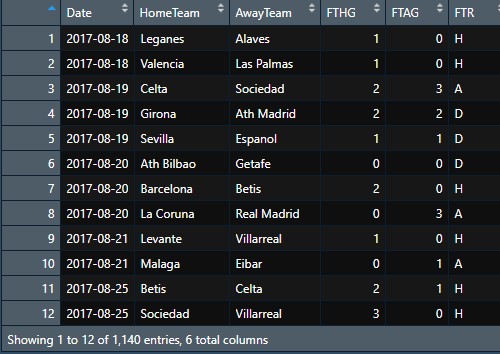 Date HomeTeam AwayTeam FTHG FTAG FTR
1 2017-08-18 Leganes Alaves 1 0 H
2 2017-08-18 Valencia Las Palmas 1 0 H
3 2017-08-19 Celta Sociedad 2 3 A
4 2017-08-19 Girona Ath Madrid 2 2 D
5 2017-08-19 Sevilla Espanol 1 1 D
6 2017-08-20 Ath Bilbao Getafe 0 0 D
7 2017-08-20 Barcelona Betis 2 0 H
8 2017-08-20 La Coruna Real Madrid 0 3 A
9 2017-08-21 Levante Villarreal 1 0 H
10 2017-08-21 Malaga Eibar 0 1 A
11 2017-08-25 Betis Celta 2 1 H
12 2017-08-25 Sociedad Villarreal 3 0 H
Showing 1 to 12 of 1,140 entries, 6 total columns